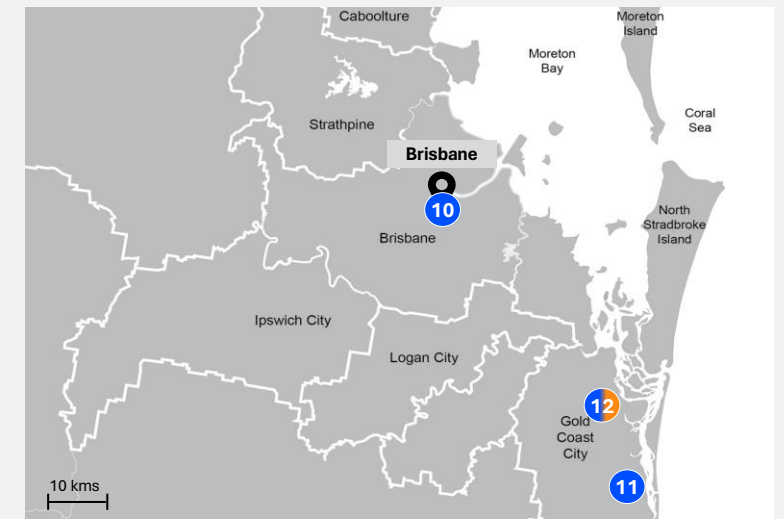 Caboolture
Moreton
Island
Moreton
Bay
Coral
Sea
Strathpine
Brisbane
10
North
Stradbroke
Island
Brisbane
Ipswich City
Logan City
12
Gold
Coast
City
11
10 kms